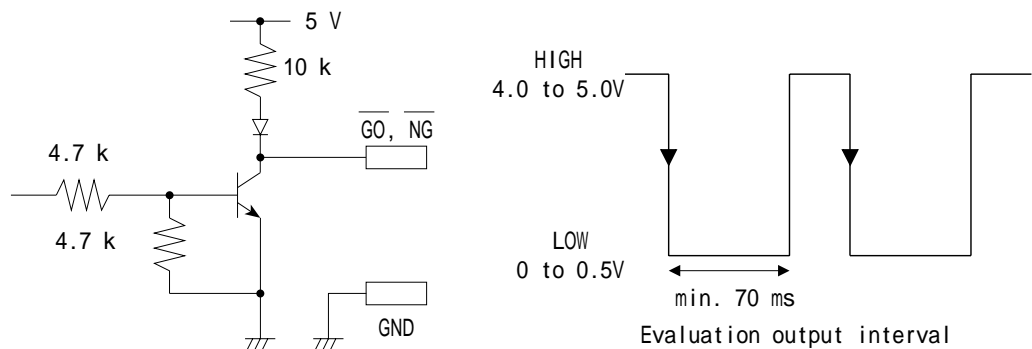 5 V
10 k
GO, NG
4.7 k
4.7 k
GND
HIGH
4.0 to 5.0V
LOW
0 to 0.5V
min. 70 ms
Evaluation output interval